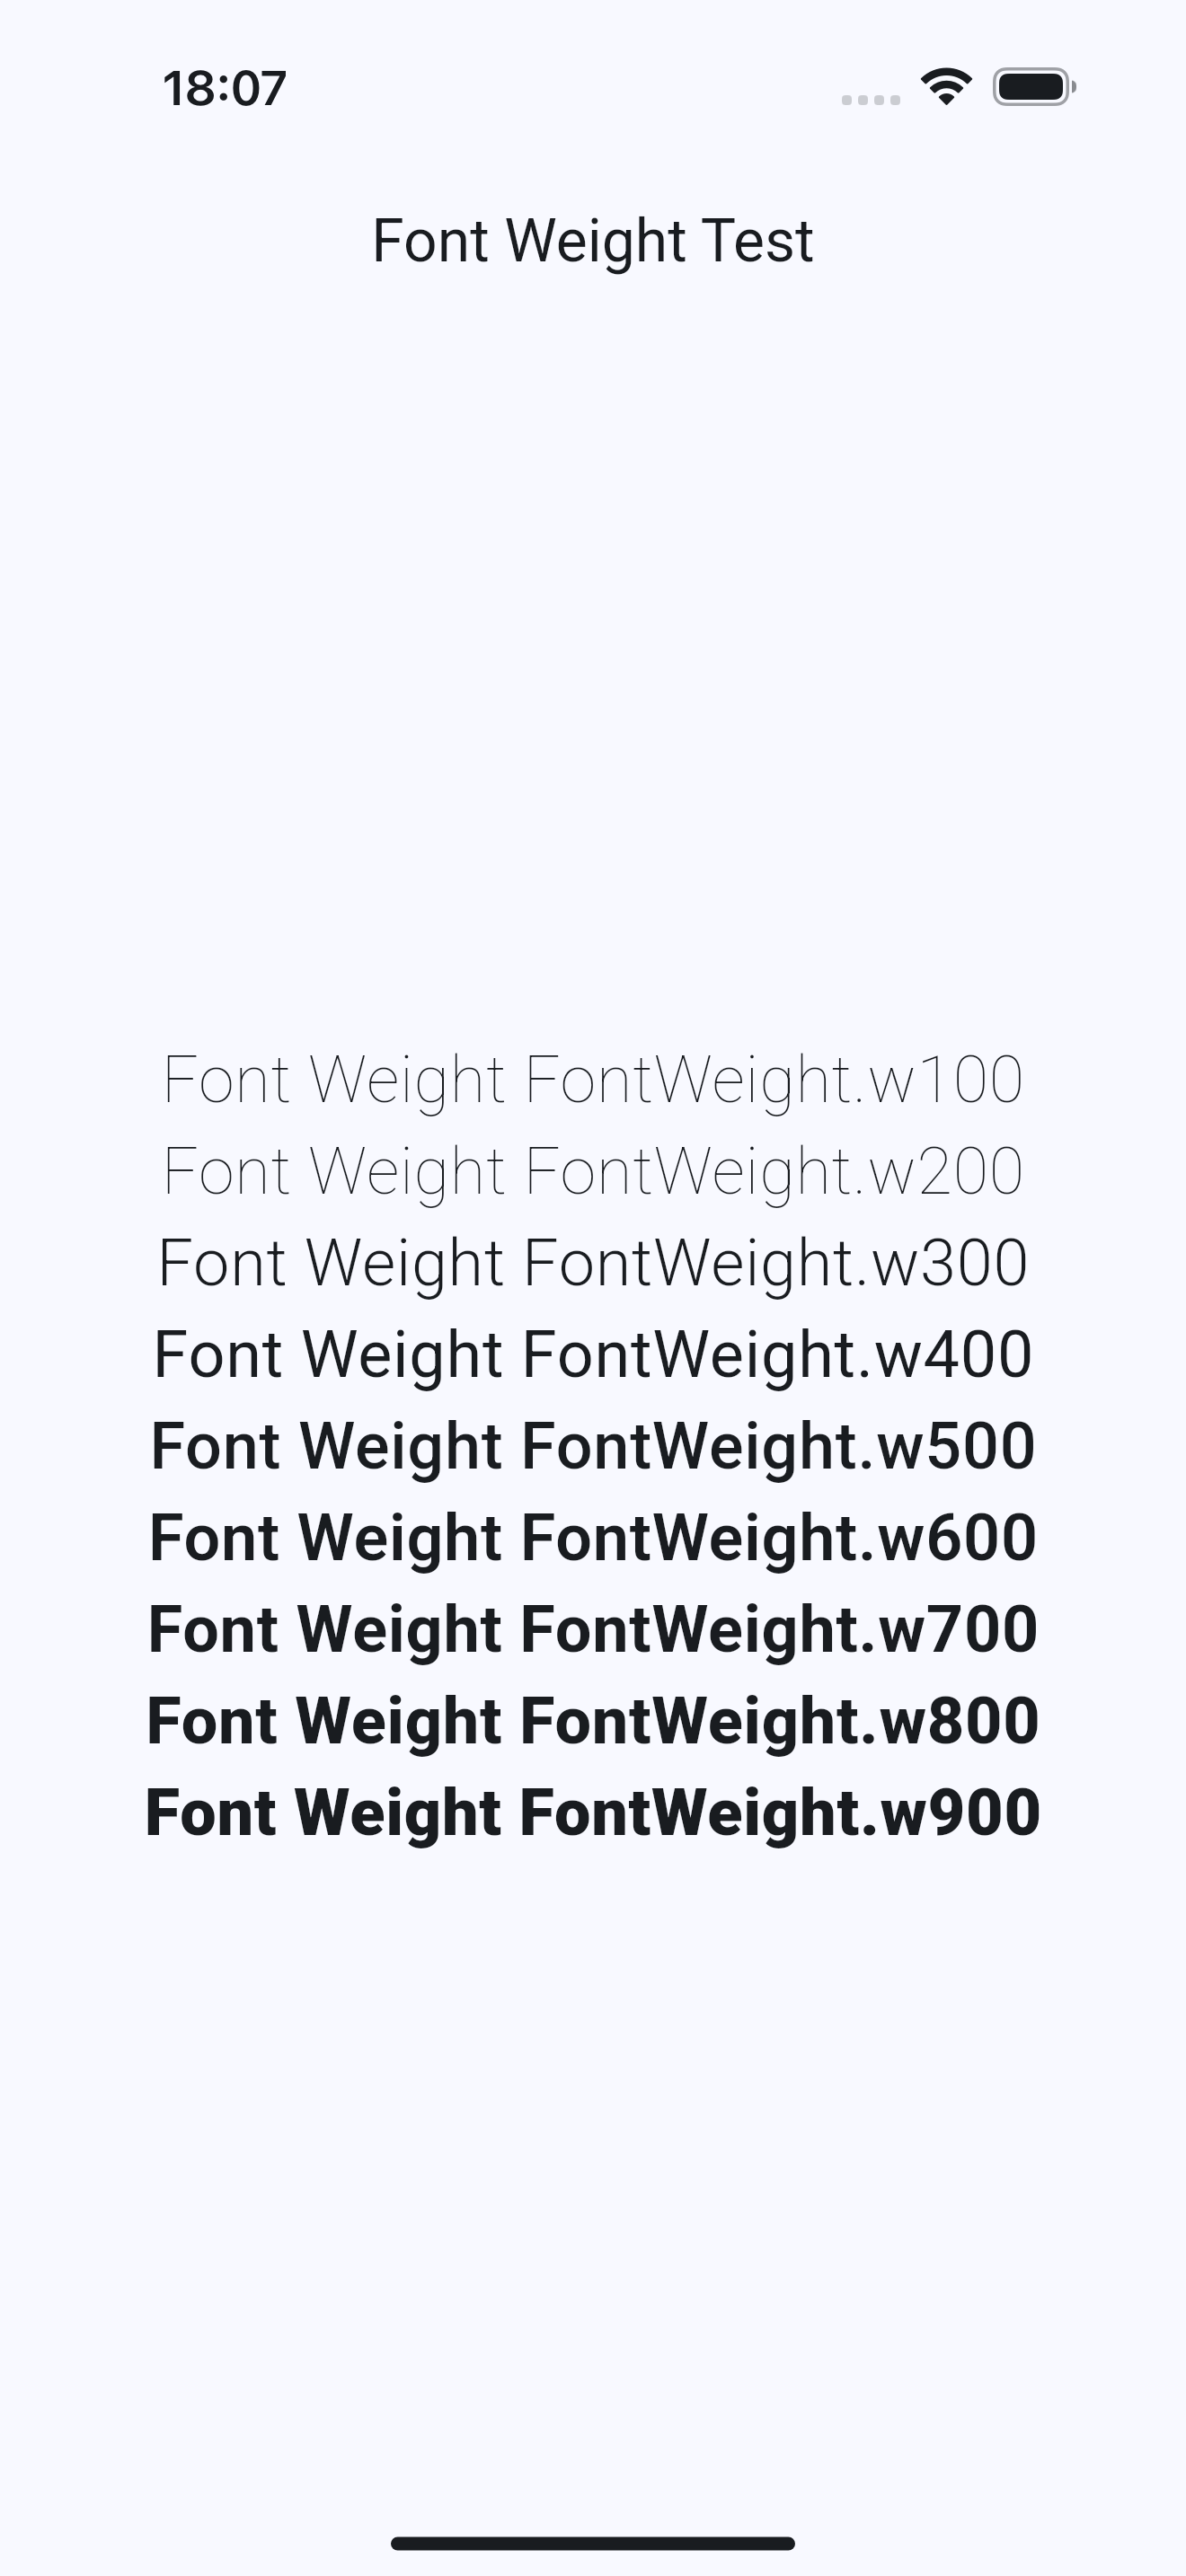 18:07
Font Weight Test
Font Weight FontWeight.w100
Font Weight FontWeight.w200
Font Weight FontWeight.w300
Font Weight FontWeight.w400
Font Weight FontWeight.w500
Font Weight FontWeight.w600
Font Weight FontWeight.w700
Font Weight FontWeight.w800
Font Weight FontWeight.w900